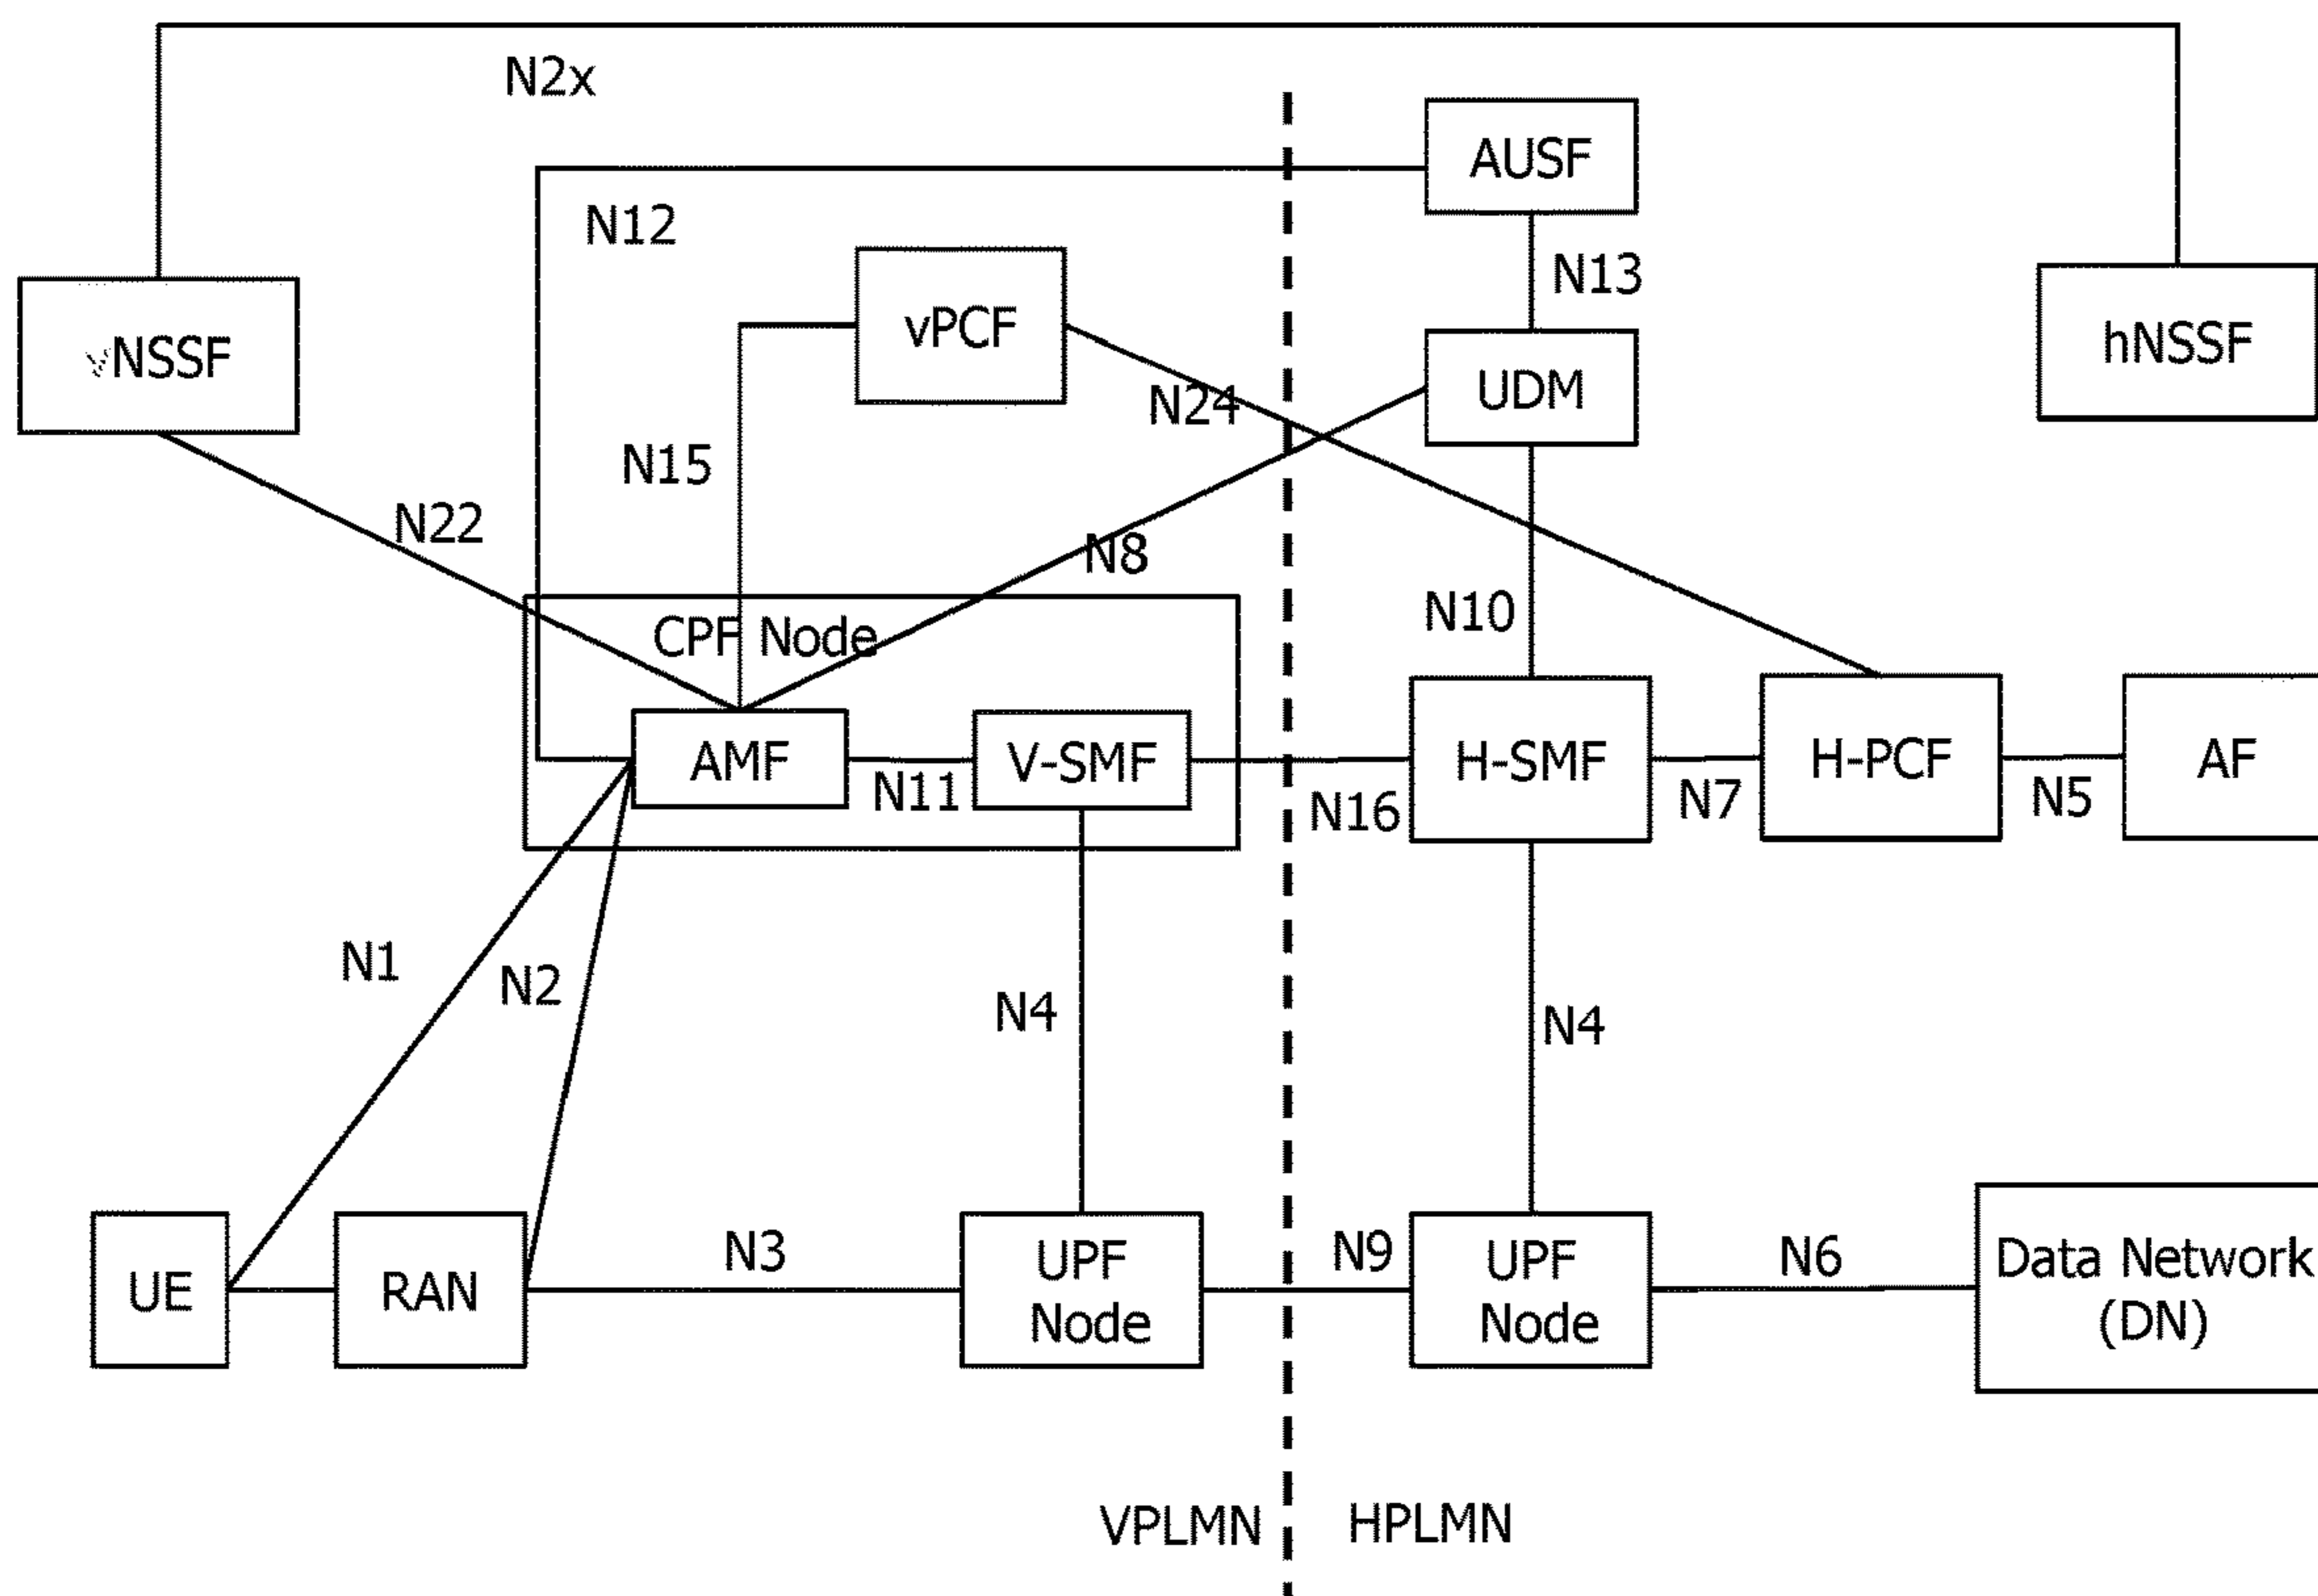 N2x
AUSF
N12
N13
vPCF
vNSSF
hNSSF
UDM
N24
N15
N22
N8
CPF Node
N10
AMF
V-SMF
H-SMF
H-PCF
AF
N11
N16
N7
N5
N1
N2
N4
N4
UE
RAN
N3
UPF
Node
N9
UPF
Node
N6
Data Network
(DN)
VPLMN
HPLMN